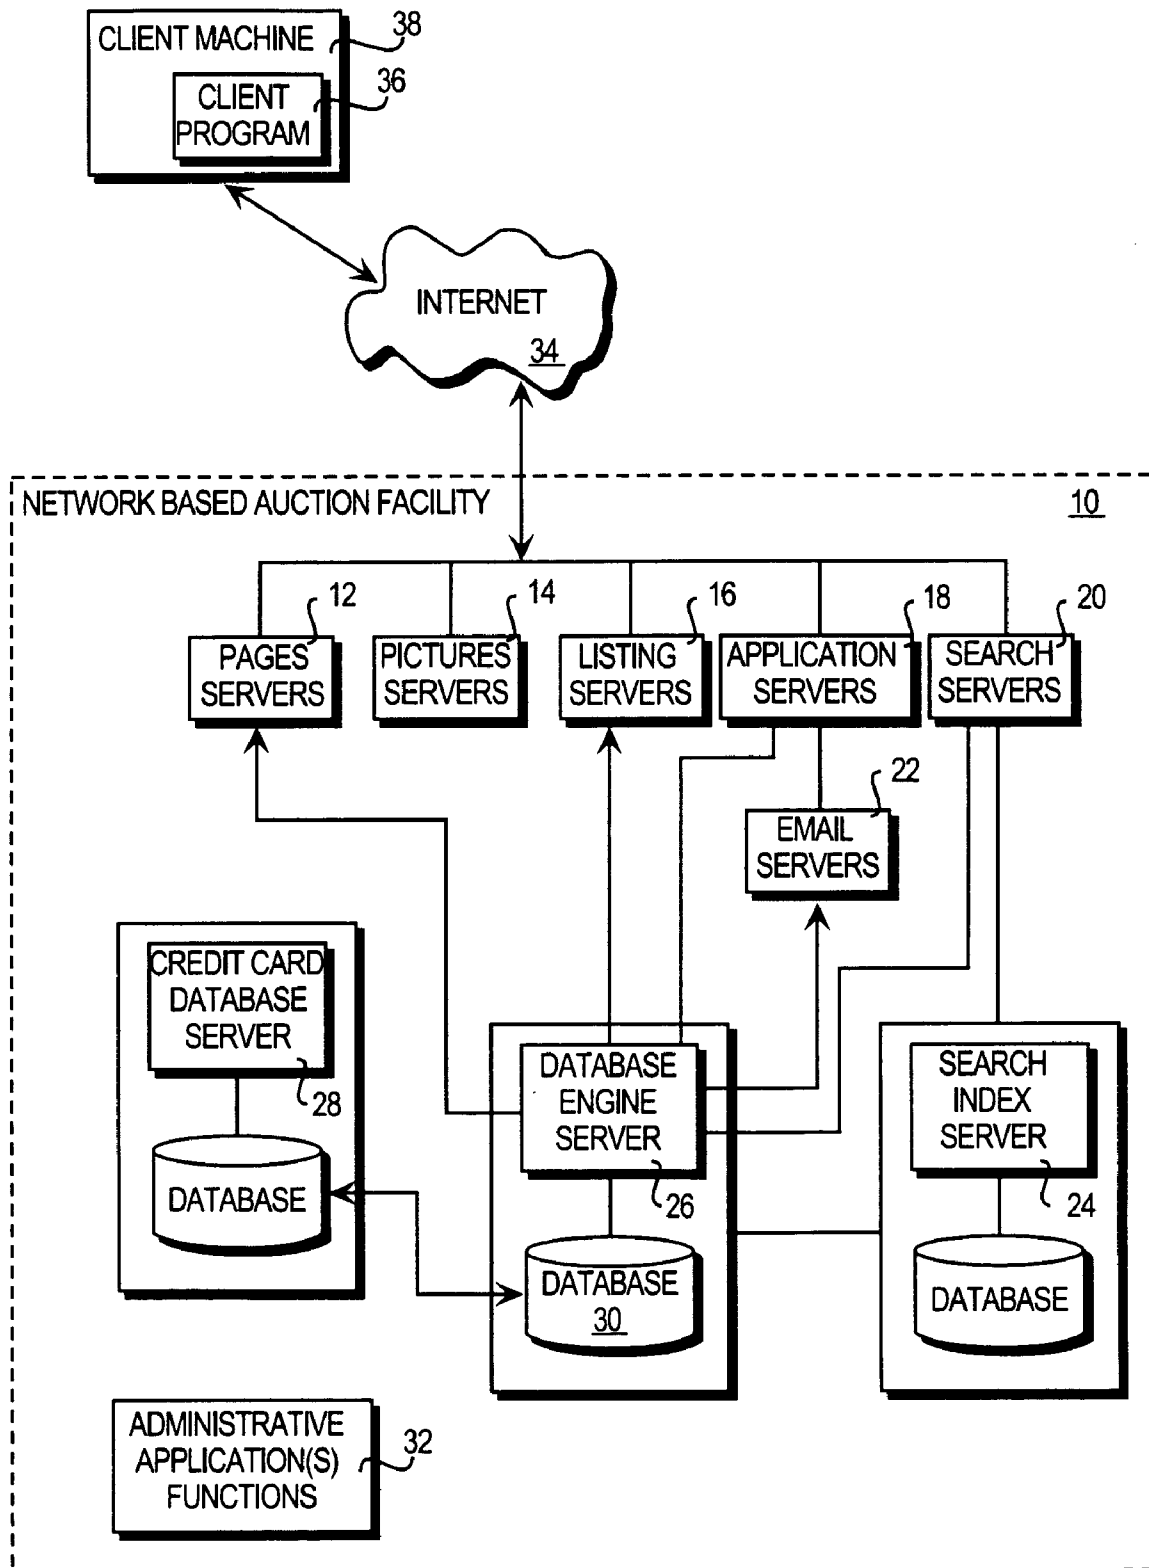 CLIENT MACHINE
38
CLIENT
PROGRAM
36
INTERNET
34
NETWORK BASED AUCTION FACILITY
10
12
14
16
18
20
PAGES
SERVERS
PICTURES
SERVERS
LISTING
SERVERS
APPLICATION
SERVERS
SEARCH
SERVERS
22
EMAIL
SERVERS
CREDIT CARD
DATABASE
SERVER
28
DATABASE
DATABASE
ENGINE
SERVER
26
DATABASE
30
SEARCH
INDEX
SERVER
24
DATABASE
ADMINISTRATIVE
APPLICATION(S)
FUNCTIONS
32